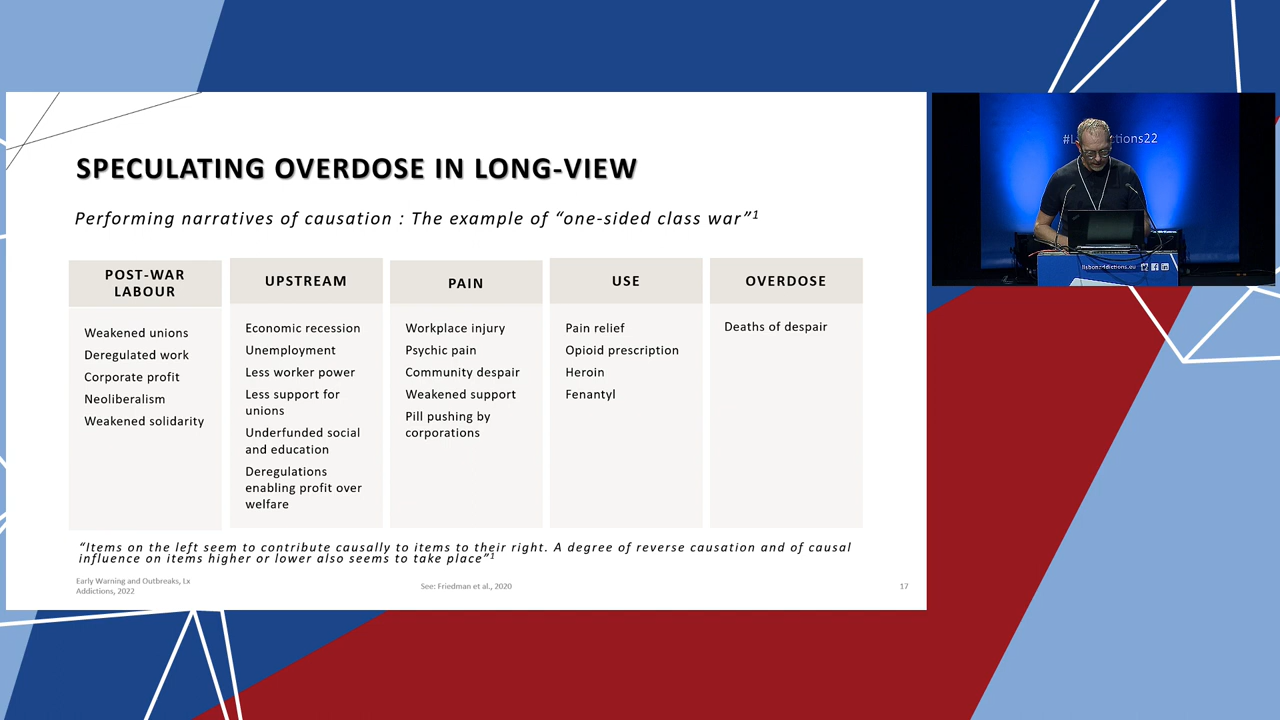 SPECULATING OVERDOSE IN LONG-VIEW
Performing narratives of causation : The example of “one-sided class war”1
POST-WAR
LABOUR
Weakened unions
Deregulated work
Corporate profit
Neoliberalism
Weakened solidarity
UPSTREAM
Economic recession
Unemployment
Less worker power
Less support for
unions
Underfunded social
and education
Deregulations
enabling profit over
welfare
PAIN
Workplace injury
Psychic pain
Community despair
Weakened support
Pill pushing by
corporations
USE
Pain relief
Opioid prescription
Heroin
Fenantyl
OVERDOSE
Deaths of despair
“Items on the left seem to contribute causally to items to their right. A degree of reverse causation and of causal
influence on items higher or lower also seems to take place”1
Early Warning and Outbreaks, Lx
Addictions, 2022
See: Friedman et al., 2020
17